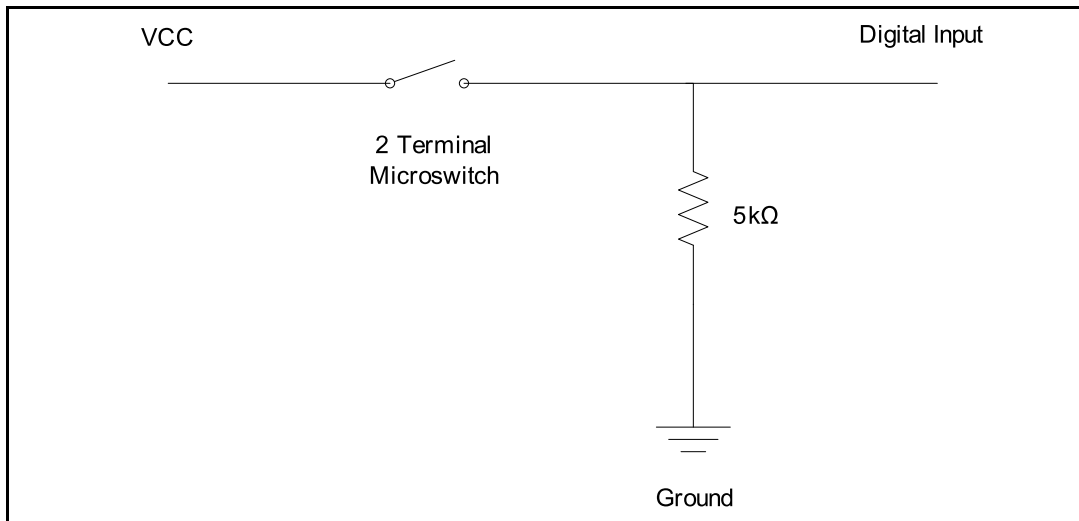 VCC
Digital Input
2 Terminal
Microswitch
5kΩ
Ground